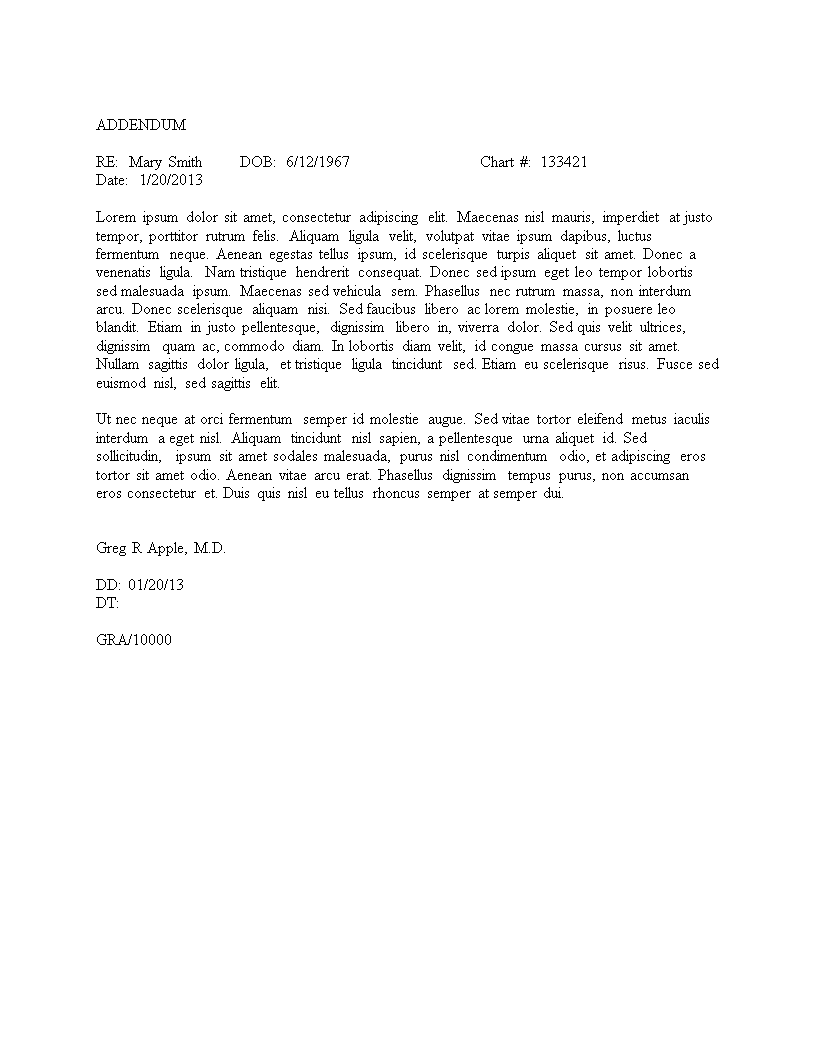 ADDENDUM
RE: Mary Smith DOB: 6/12/1967 Chart #: 133421
Date: 1/20/2013
Lorem ipsum dolor sit amet, consectetur adipiscing elit. Maecenas nisl mauris, imperdiet at justo
tempor, porttitor rutrum felis. Aliquam ligula velit, volutpat vitae ipsum dapibus, luctus
fermentum neque. Aenean egestas tellus ipsum, id scelerisque turpis aliquet sit amet. Donec a
venenatis ligula. Nam tristique hendrerit consequat. Donec sed ipsum eget leo tempor lobortis
sed malesuada ipsum. Maecenas sed vehicula sem. Phasellus nec rutrum massa, non interdum
arcu. Donec scelerisque aliquam nisi. Sed faucibus libero ac lorem molestie, in posuere leo
blandit. Etiam in justo pellentesque, dignissim libero in, viverra dolor. Sed quis velit ultrices,
dignissim quam ac, commodo diam. In lobortis diam velit, id congue massa cursus sit amet.
Nullam sagittis dolor ligula, et tristique ligula tincidunt sed. Etiam eu scelerisque risus. Fusce sed
euismod nisl, sed sagittis elit.
Ut nec neque at orci fermentum semper id molestie augue. Sed vitae tortor eleifend metus iaculis
interdum a eget nisl. Aliquam tincidunt nisl sapien, a pellentesque urna aliquet id. Sed
sollicitudin, ipsum sit amet sodales malesuada, purus nisl condimentum odio, et adipiscing eros
tortor sit amet odio. Aenean vitae arcu erat. Phasellus dignissim tempus purus, non accumsan
eros consectetur et. Duis quis nisl eu tellus rhoncus semper at semper dui.
Greg R Apple, M.D.
DD: 01/20/13
DT:
GRA/10000